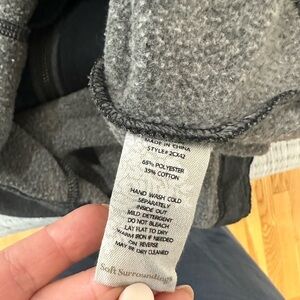 MADE IN CHINA
STYLE# 2CX42
65% POLYESTER
35% COTTON
HAND WASH COLD
SEPARATELY
INSIDE OUT
MILD DETERGENT
DO NOT BLEACH
LAY FLAT TO DRY
WARM IRON IF NEEDED
ON REVERSE
MAY BE DRY CLEANED
Soft Surroundings